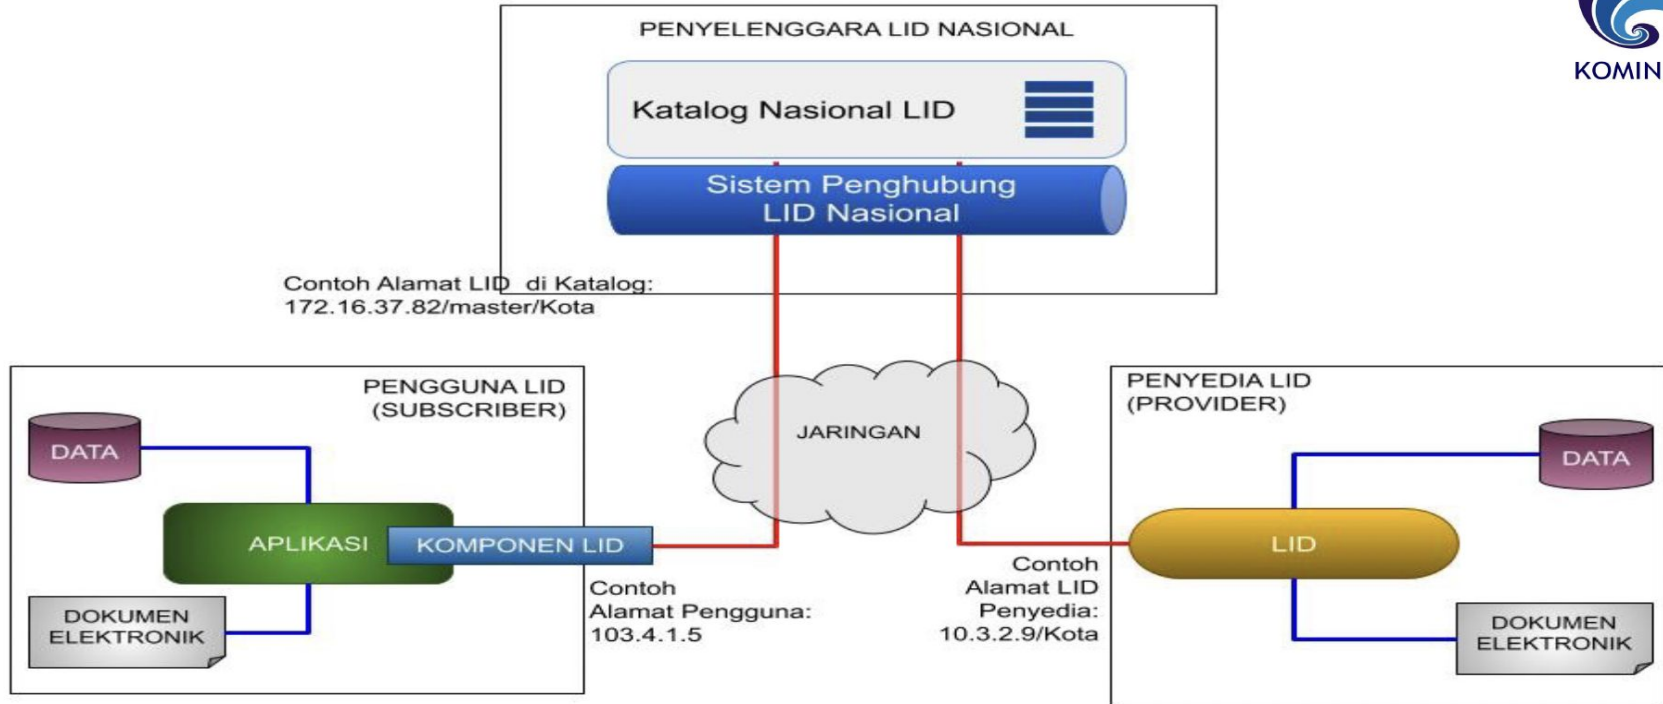 PENYELENGGARA LID NASIONAL
KOMIN
Katalog Nasional LID
Sistem Penghubung
LID Nasional
Contoh Alamat LID di Katalog:
172.16.37.82/master/Kota
PENGGUNA LID
(SUBSCRIBER)
DATA
APLIKASI
KOMPONEN LID
DOKUMEN
ELEKTRONIK
Contoh
Alamat Pengguna:
103.4.1.5
JARINGAN
Contoh
Alamat LID
Penyedia:
10.3.2.9/Kota
PENYEDIA LID
(PROVIDER)
DATA
LID
DOKUMEN
ELEKTRONIK